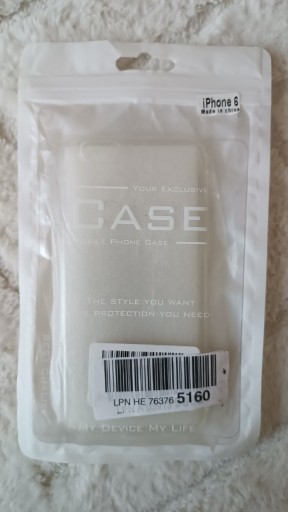 iPhone 6
Made in china
Your Exclusive
CASE
Phone Case
The style you want
protection you need
LPN HE 76376 5160
My Device My Life